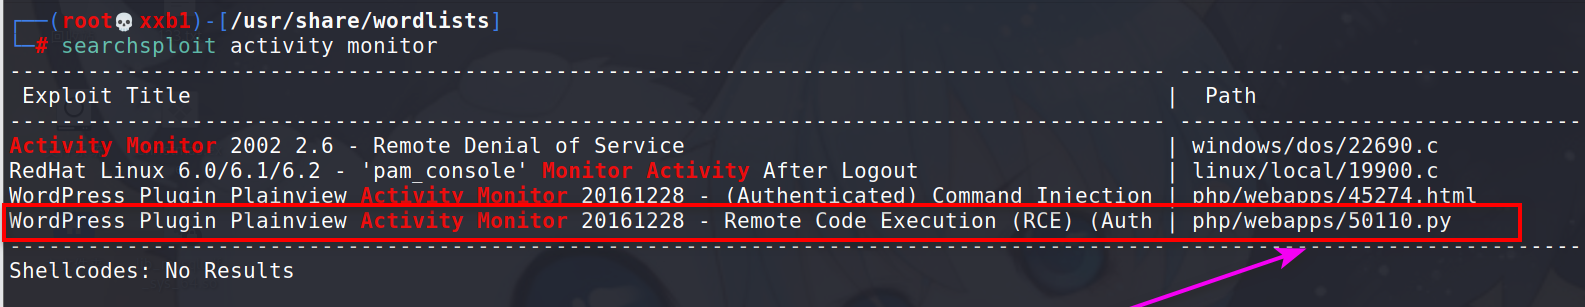 ┌──(root💀xxb1)-[/usr/share/wordlists]
└─# searchsploit activity monitor
----------------------------------------------------------------------------------------- --------------------------------
Exploit Title | Path
----------------------------------------------------------------------------------------- --------------------------------
Activity Monitor 2002 2.6 - Remote Denial of Service | windows/dos/22690.c
RedHat Linux 6.0/6.1/6.2 - 'pam_console' Monitor Activity After Logout | linux/local/19900.c
WordPress Plugin Plainview Activity Monitor 20161228 - (Authenticated) Command Injection | php/webapps/45274.html
WordPress Plugin Plainview Activity Monitor 20161228 - Remote Code Execution (RCE) (Auth | php/webapps/50110.py
----------------------------------------------------------------------------------------- --------------------------------
Shellcodes: No Results